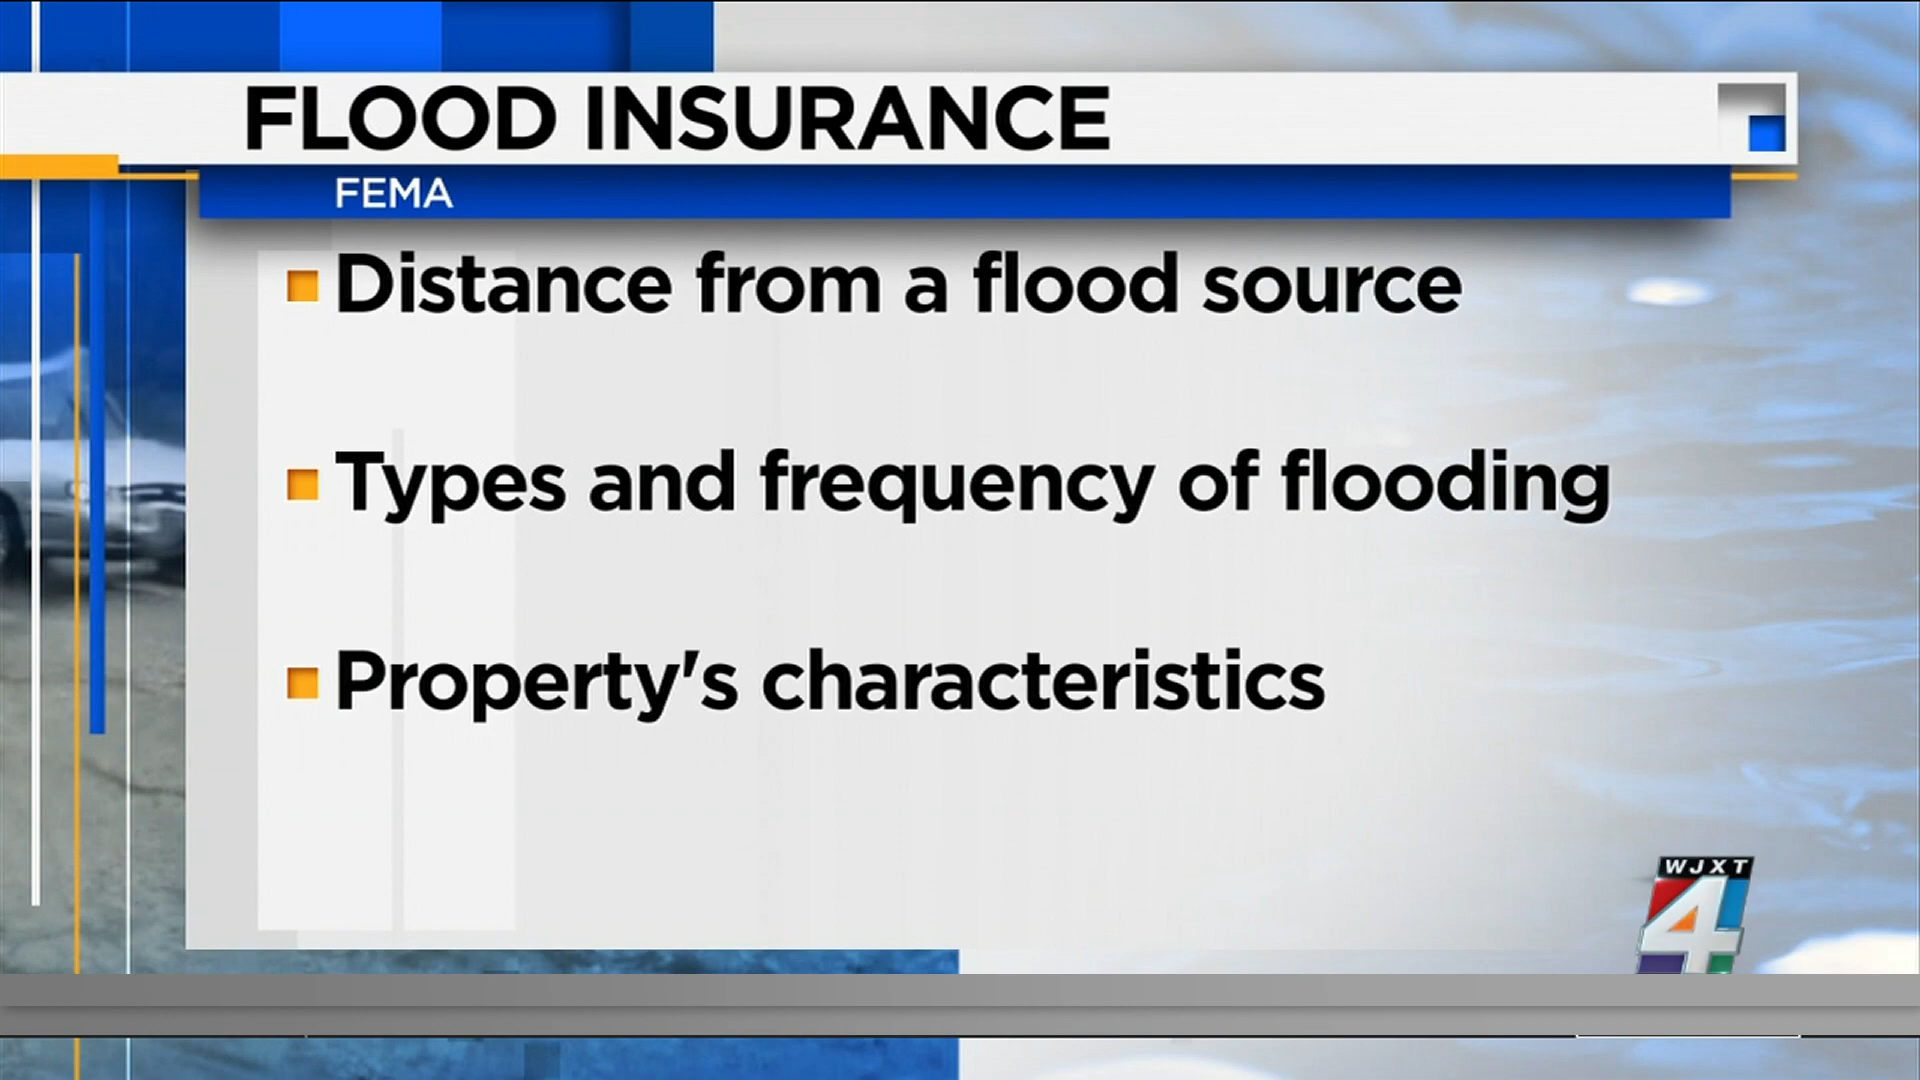 FLOOD INSURANCE
FEMA
Distance from a flood source
Types and frequency of flooding
Property's characteristics
WJXT
4